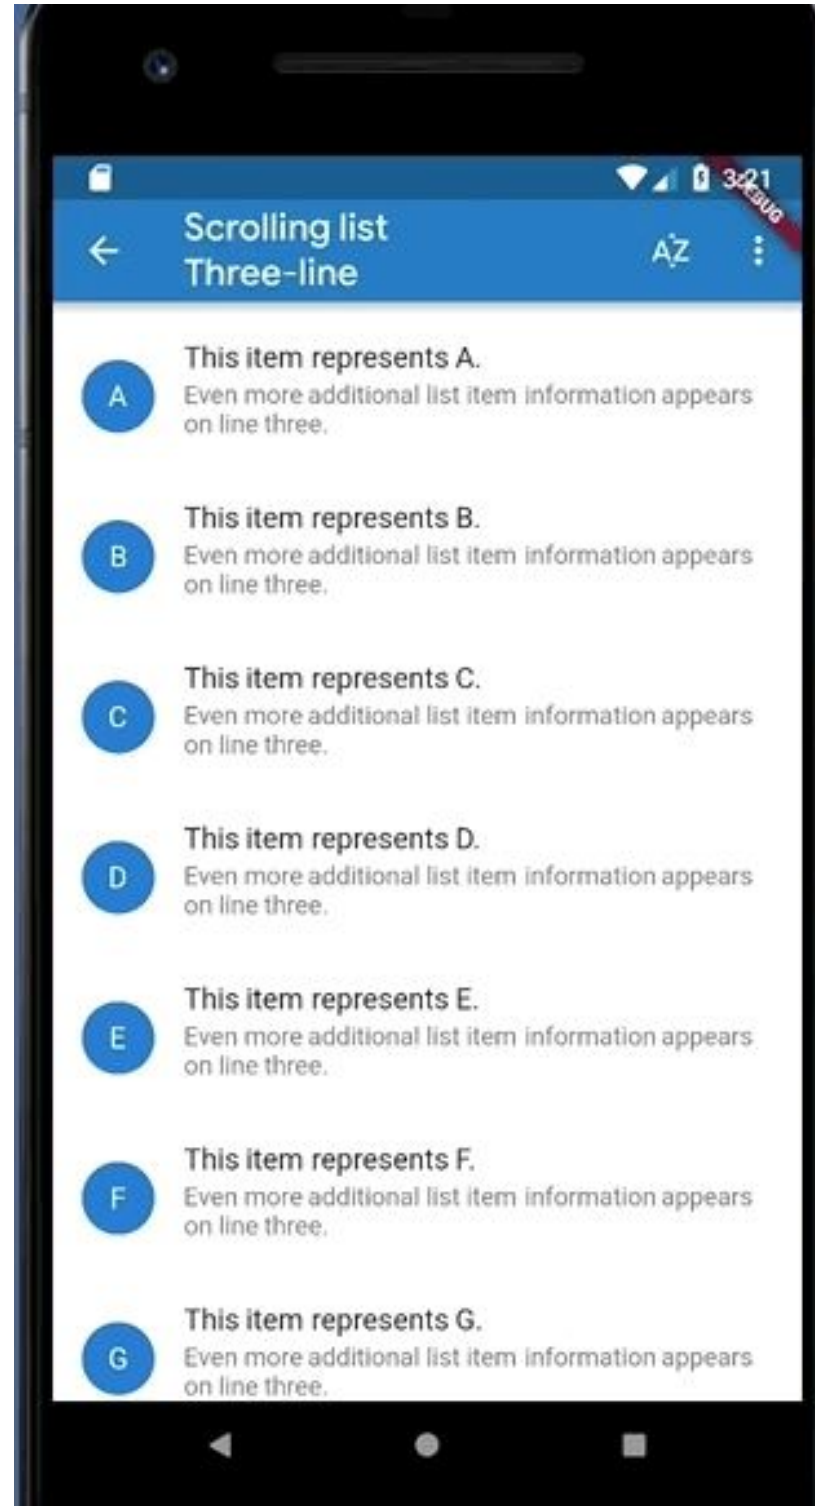 3:21
DEBUG
Scrolling list
Three-line
AZ
A
This item represents A.
Even more additional list item information appears
on line three.
B
This item represents B.
Even more additional list item information appears
on line three.
C
This item represents C.
Even more additional list item information appears
on line three.
D
This item represents D.
Even more additional list item information appears
on line three.
E
This item represents E.
Even more additional list item information appears
on line three.
F
This item represents F.
Even more additional list item information appears
on line three.
G
This item represents G.
Even more additional list item information appears
on line three.